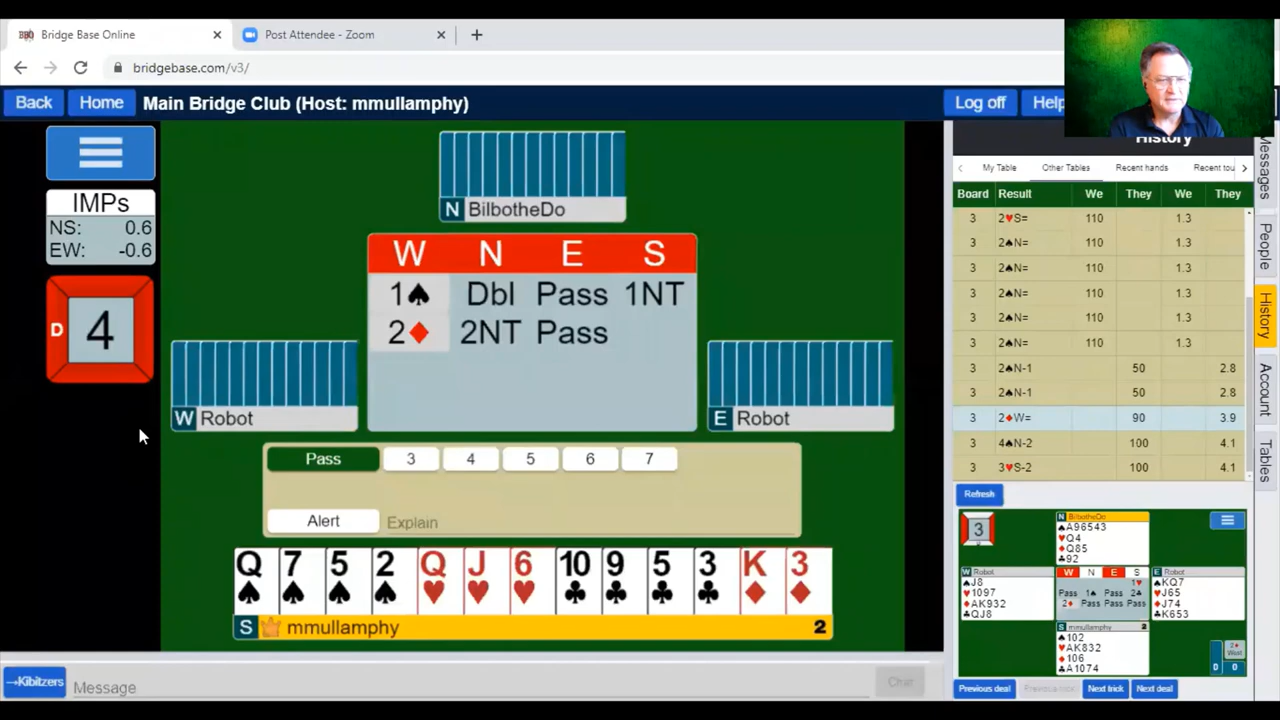 Bridge Base Online
Post Attendee - Zoom
bridgebase.com/v3/
Back Home Main Bridge Club (Host: mmullamphy) Log off Help
IMPs
NS: 0.6
EW: -0.6
D 4
N BilbotheDo
W N E S
1♠ Dbl Pass 1NT
2♦ 2NT Pass
W Robot
E Robot
Pass 3 4 5 6 7
Alert Explain
Q♠ 7♠ 5♠ 2♠ Q♥ J♥ 6♥ 10♣ 9♣ 5♣ 3♣ K♦ 3♦
S mmullamphy 2
→Kibitzers Message Chat
History
My Table Other Tables Recent hands Recent tou
Board Result We They We They
3 2♥S= 110 1.3
3 2♠N= 110 1.3
3 2♠N= 110 1.3
3 2♠N= 110 1.3
3 2♠N= 110 1.3
3 2♠N= 110 1.3
3 2♠N-1 50 2.8
3 2♠N-1 50 2.8
3 2♦W= 90 3.9
3 4♠N-2 100 4.1
3 3♥S-2 100 4.1
Refresh
3
N BilbotheDo
♠A96543
♥Q4
♦Q85
♣92
W Robot
♠J8
♥1097
♦AK932
♣QJ8
W N E S
1♥
Pass 1♠ Pass 2♣
2♦ Pass Pass Pass
E Robot
♠KQ7
♥J65
♦J74
♣K653
S mmullamphy 2
♠102
♥AK832
♦106
♣A1074
2♦
West
D 0
Previous deal Previous trick Next trick Next deal
Messages
People
History
Account
Tables